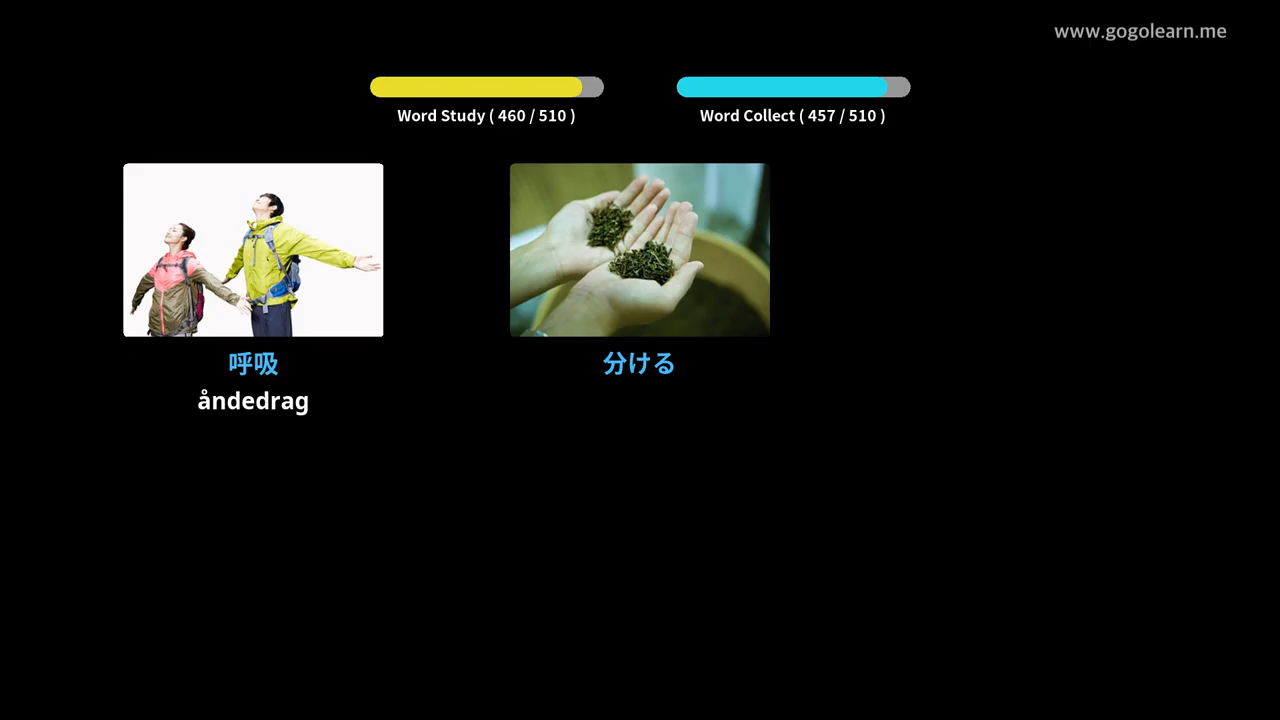 www.gogolearn.me
Word Study ( 460 / 510 )
Word Collect ( 457 / 510 )
呼吸
åndedrag
分ける